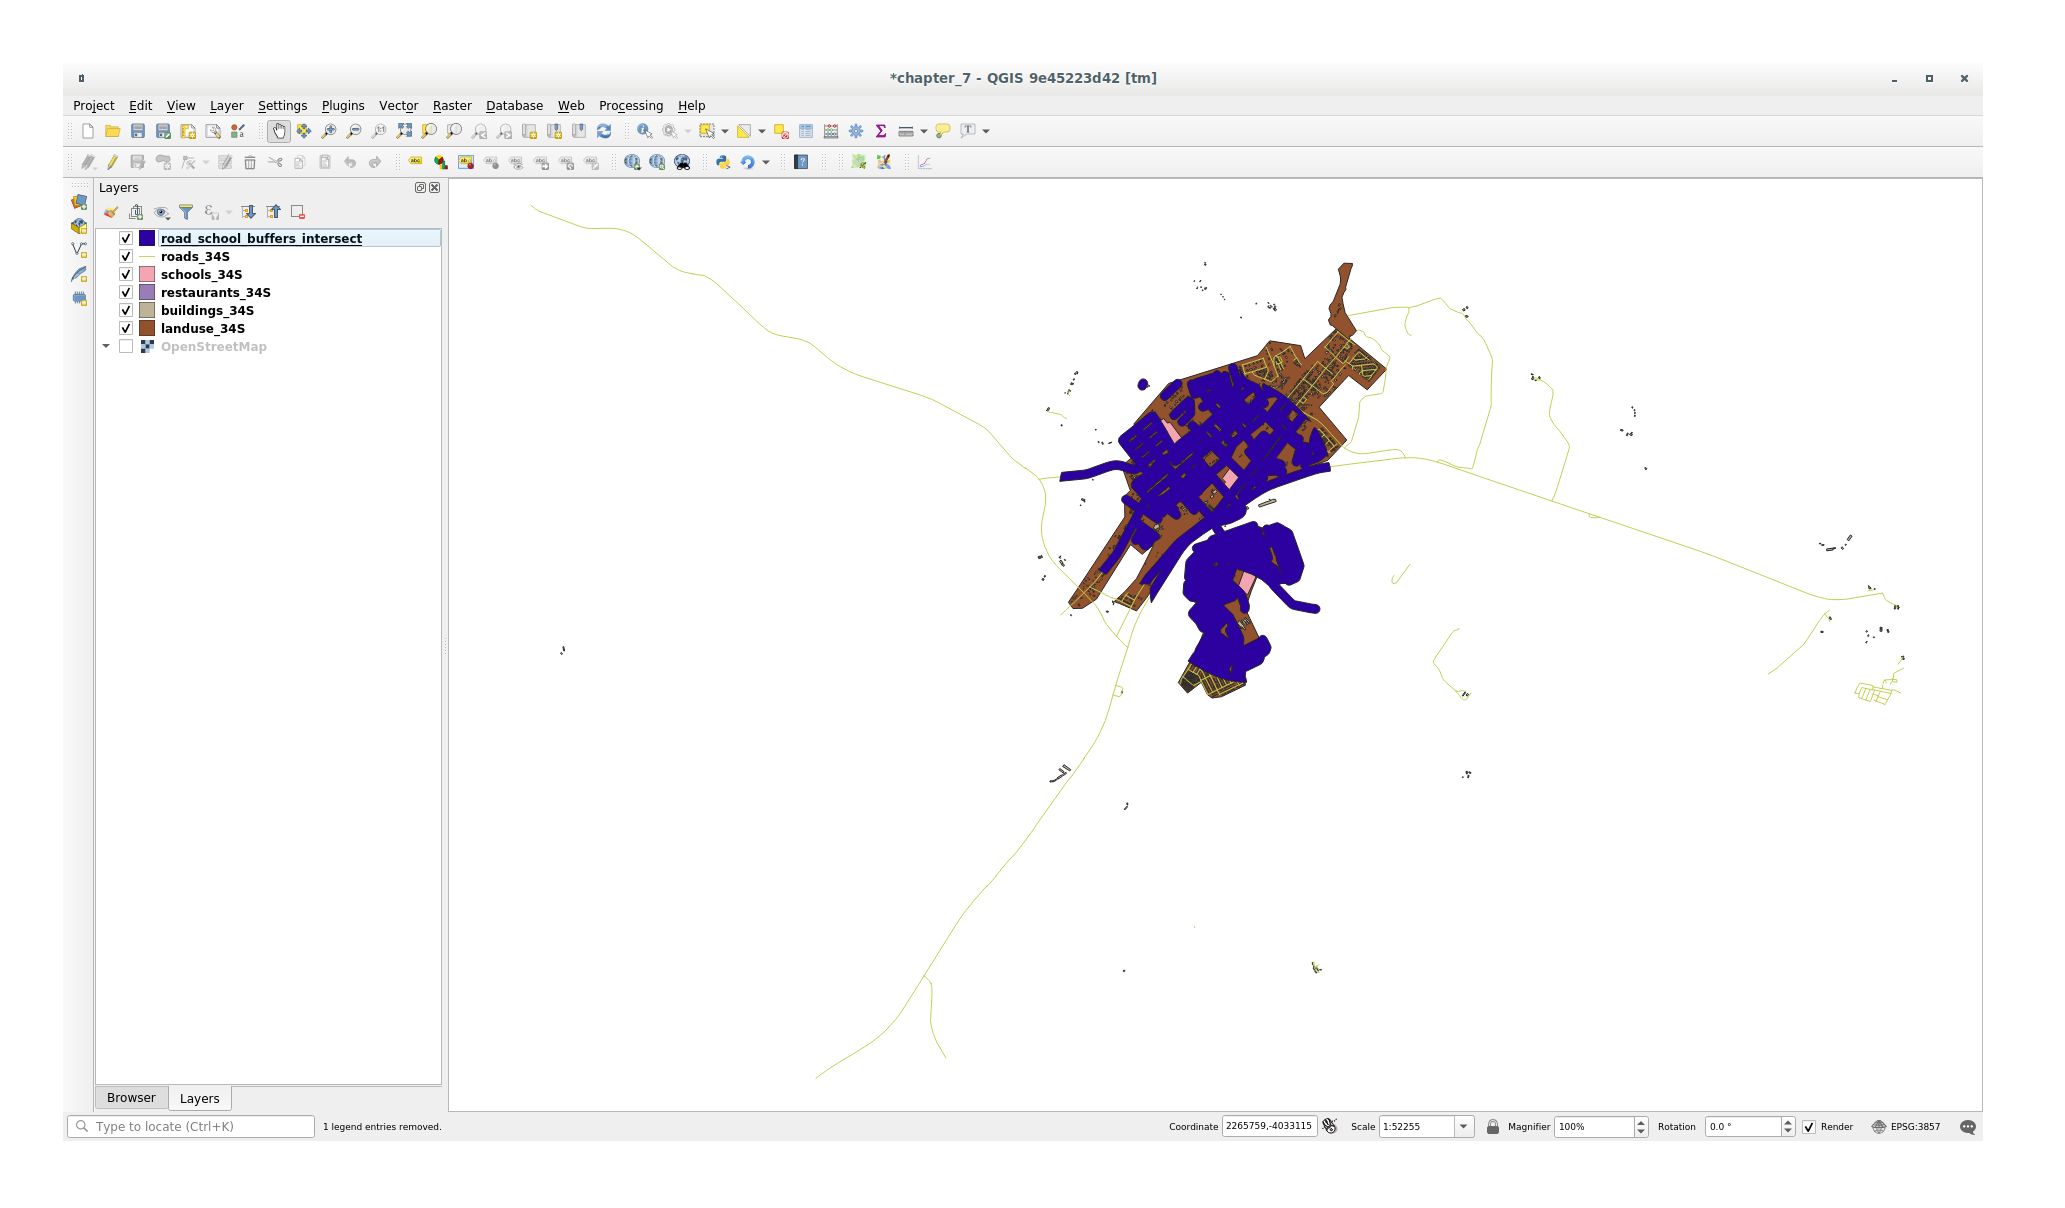 *chapter_7 - QGIS 9e45223d42 [tm]
Project Edit View Layer Settings Plugins Vector Raster Database Web Processing Help
Layers
road_school_buffers_intersect
roads_34S
schools_34S
restaurants_34S
buildings_34S
landuse_34S
OpenStreetMap
Browser Layers
Type to locate (Ctrl+K) 1 legend entries removed. Coordinate 2265759,-4033115 Scale 1:52255 Magnifier 100% Rotation 0.0 ° Render EPSG:3857